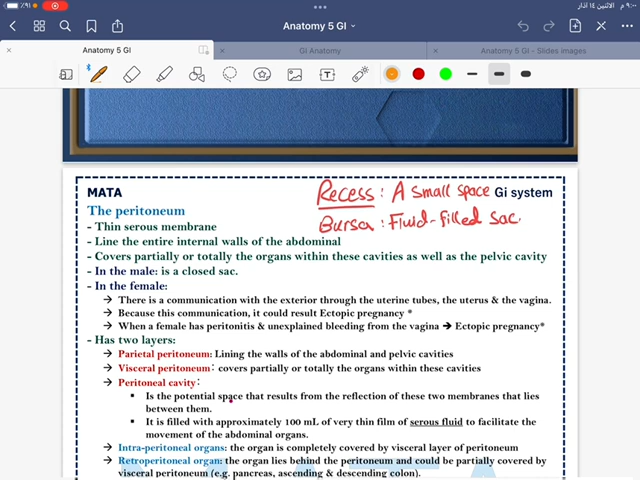 ٩:٠٠ م الاثنين ١٤ آذار
٩١٪
Anatomy 5 GI
Anatomy 5 GI
GI Anatomy
Anatomy 5 GI - Slides images
MATA
Recess: A small space
Gi system
Bursa: Fluid-filled sac.
The peritoneum
- Thin serous membrane
- Line the entire internal walls of the abdominal
- Covers partially or totally the organs within these cavities as well as the pelvic cavity
- In the male: is a closed sac.
- In the female:
→ There is a communication with the exterior through the uterine tubes, the uterus & the vagina.
→ Because this communication, it could result Ectopic pregnancy *
→ When a female has peritonitis & unexplained bleeding from the vagina → Ectopic pregnancy*
- Has two layers:
→ Parietal peritoneum: Lining the walls of the abdominal and pelvic cavities
→ Visceral peritoneum: covers partially or totally the organs within these cavities
→ Peritoneal cavity:
▪ Is the potential space that results from the reflection of these two membranes that lies
between them.
▪ It is filled with approximately 100 mL of very thin film of serous fluid to facilitate the
movement of the abdominal organs.
→ Intra-peritoneal organs: the organ is completely covered by visceral layer of peritoneum
→ Retroperitoneal organ: the organ lies behind the peritoneum and could be partially covered by
visceral peritoneum (e.g. pancreas, ascending & descending colon).